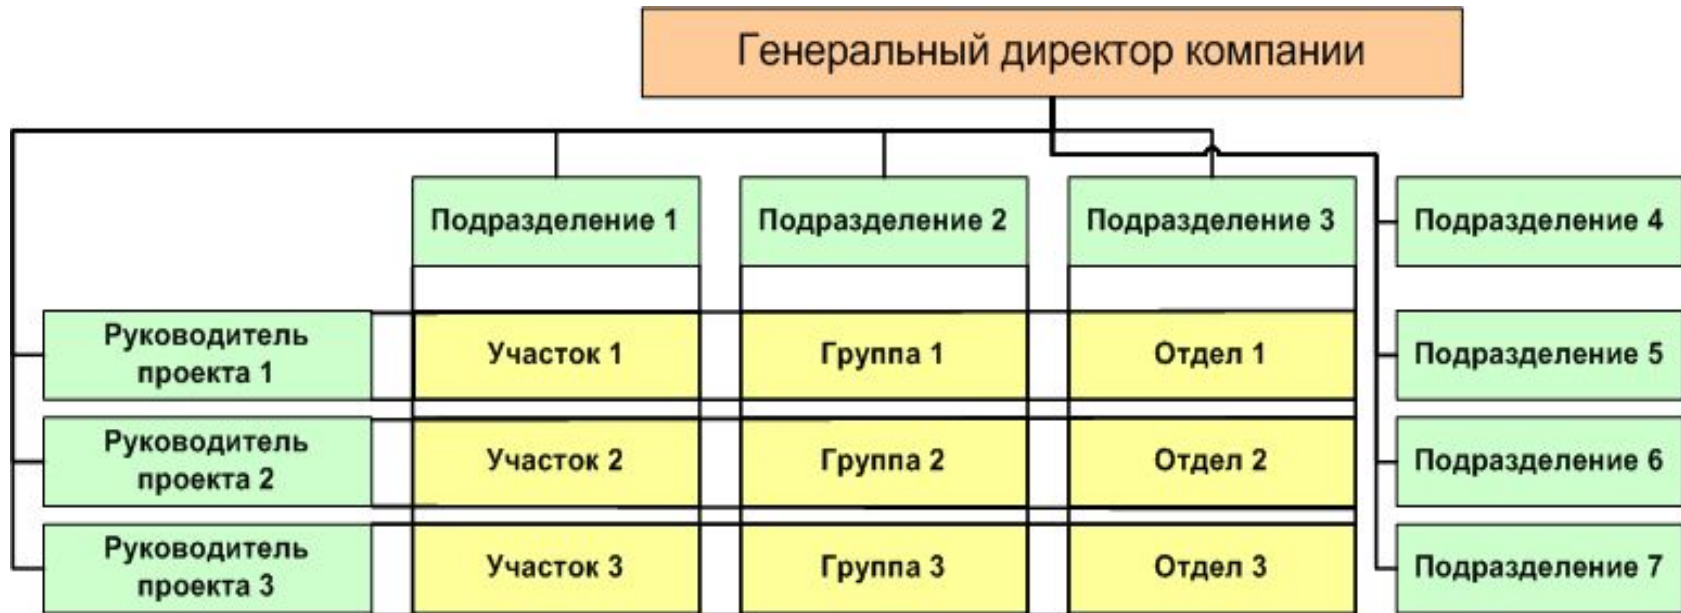 Генеральный директор компании
Подразделение 1
Подразделение 2
Подразделение 3
Подразделение 4
Руководитель
проекта 1
Участок 1
Группа 1
Отдел 1
Подразделение 5
Руководитель
проекта 2
Участок 2
Группа 2
Отдел 2
Подразделение 6
Руководитель
проекта 3
Участок 3
Группа 3
Отдел 3
Подразделение 7